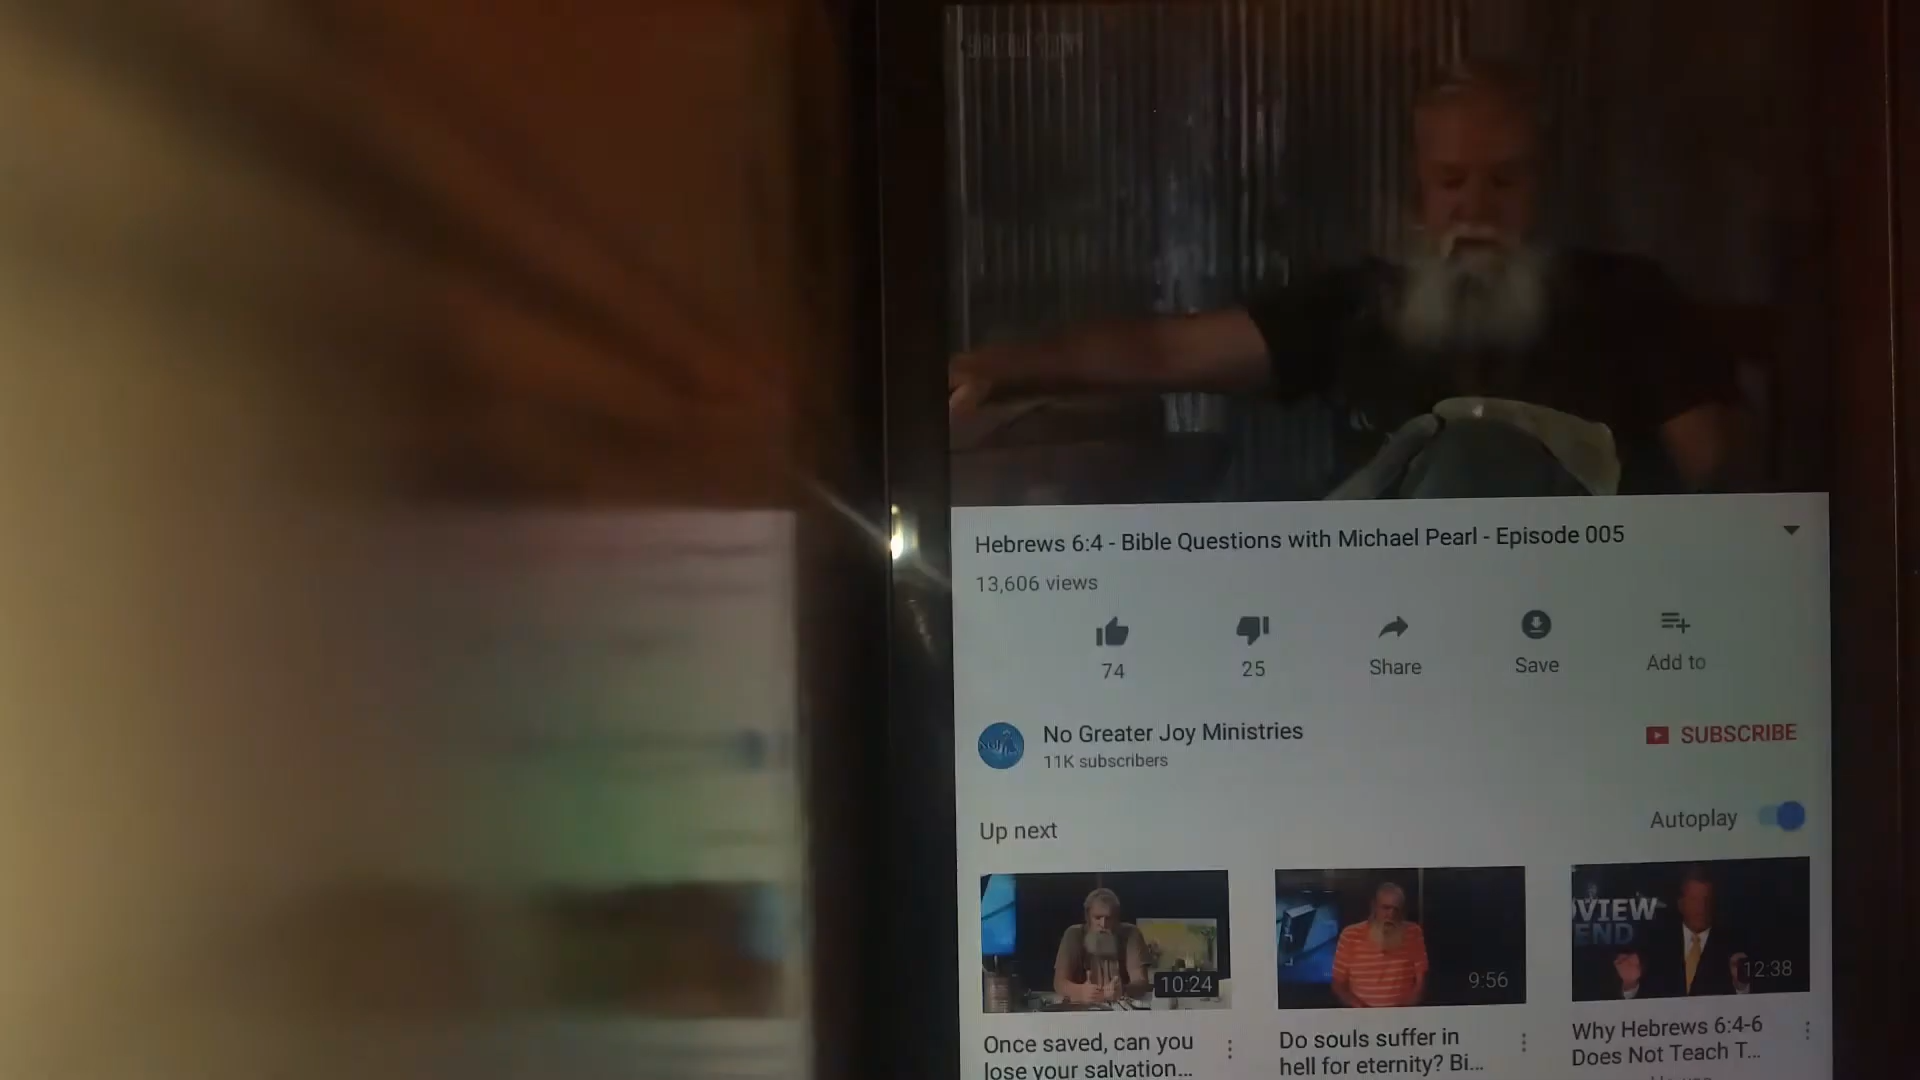 Hebrews 6:4 - Bible Questions with Michael Pearl - Episode 005
13,606 views
74
25
Share
Save
Add to
No Greater Joy Ministries
11K subscribers
SUBSCRIBE
Up next
Autoplay
10:24
9:56
VIEW
END
12:38
Once saved, can you
lose your salvation...
Do souls suffer in
hell for eternity? Bi...
Why Hebrews 6:4-6
Does Not Teach T...